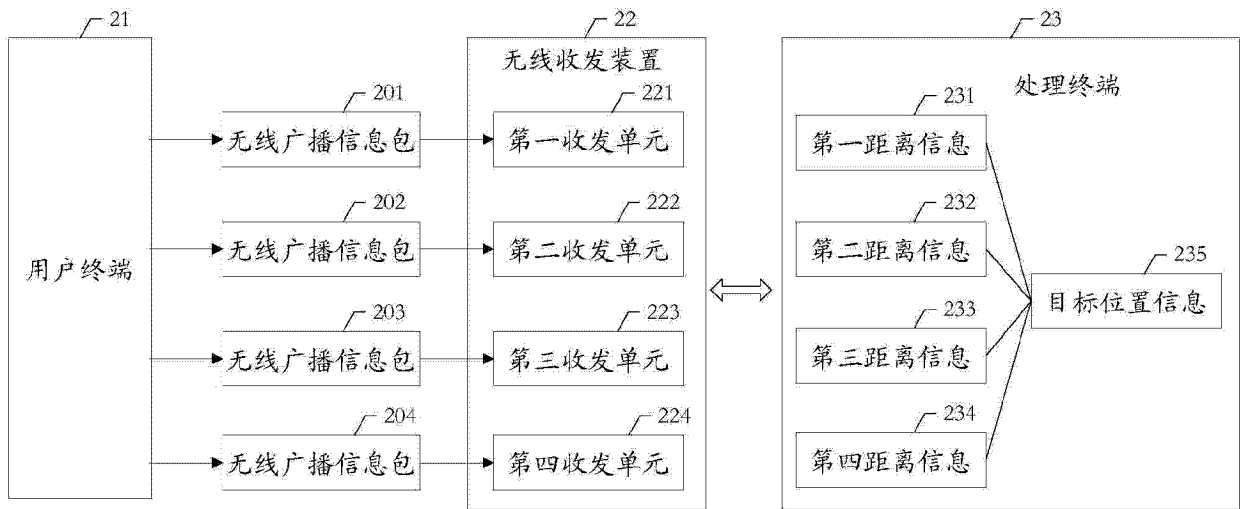 21
用户终端
201
无线广播信息包
202
无线广播信息包
203
无线广播信息包
204
无线广播信息包
22
无线收发装置
221
第一收发单元
222
第二收发单元
223
第三收发单元
224
第四收发单元
23
处理终端
231
第一距离信息
232
第二距离信息
233
第三距离信息
234
第四距离信息
235
目标位置信息